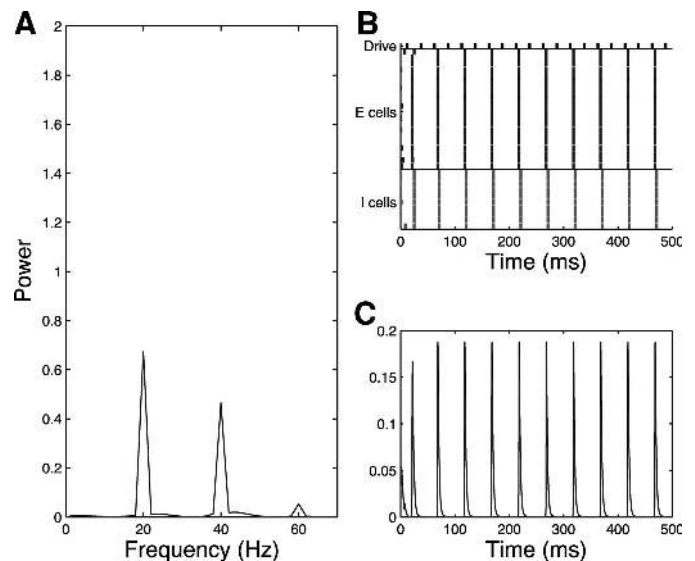 A
2
1.8
1.6
1.4
1.2
1
0.8
0.6
0.4
0.2
0
Power
20 40 60
Frequency (Hz)
B
Drive
E cells
I cells
0 100 200 300 400 500
Time (ms)
C
0.2
0.15
0.1
0.05
0
0 100 200 300 400 500
Time (ms)